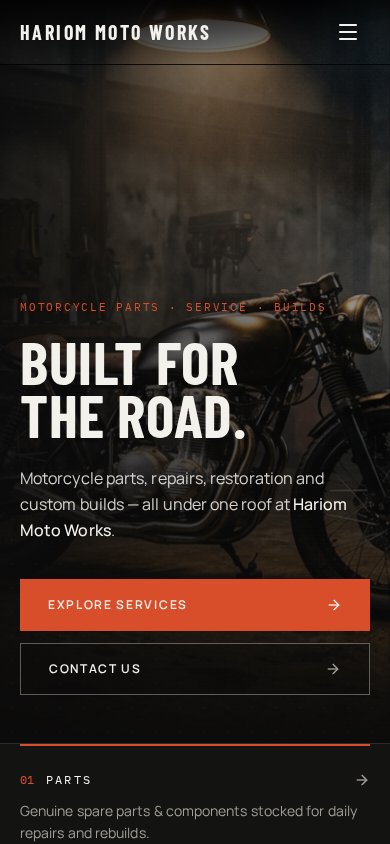 HARIOM MOTO WORKS
MOTORCYCLE PARTS · SERVICE · BUILDS
BUILT FOR
THE ROAD.
Motorcycle parts, repairs, restoration and
custom builds — all under one roof at Hariom
Moto Works.
EXPLORE SERVICES
CONTACT US
01 PARTS
Genuine spare parts & components stocked for daily
repairs and rebuilds.